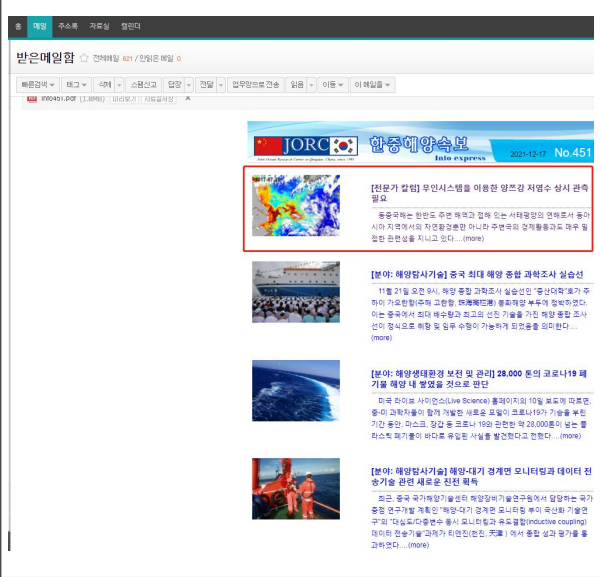 홈 메일 주소록 자료실 캘린더
받은메일함 ☆ 전체메일 621 / 안읽은 메일 0
빠른검색 태그 삭제 스팸신고 답장 전달 업무망으로전송 읽음 이동 이 메일을
info451.pdf (1.8MB) 미리보기 자료실저장 X
JORC 한중해양속보
Joint Ocean Research Center in Qingdao, China, since 1995 Info express 2021-12-17 No.451
[전문가 칼럼] 무인시스템을 이용한 양쯔강 저염수 상시 관측
필요
동중국해는 한반도 주변 해역과 접해 있는 서태평양의 연해로서 동아
시아 지역에서의 자연환경뿐만 아니라 주변국의 경제활동과도 매우 밀
접한 관련성을 지니고 있다....(more)
[분야: 해양탐사기술] 중국 최대 해양 종합 과학조사 실습선
11월 21일 오전 9시, 해양 종합 과학조사 실습선인 "중산대학"호가 주
하이 가오란항(주해 고란항, 珠海高栏港) 통화해양 부두에 정박하였다.
이는 중국에서 최대 배수량과 최고의 선진 기술을 가진 해양 종합 조사
선이 정식으로 취항 및 임무 수행이 가능하게 되었음을 의미한다....
(more)
[분야: 해양생태환경 보전 및 관리] 28,000 톤의 코로나19 폐
기물 해양 내 쌓였을 것으로 판단
미국 라이브 사이언스(Live Science) 홈페이지의 10일 보도에 따르면,
중-미 과학자들이 함께 개발한 새로운 모델이 코로나19가 기승을 부린
기간 동안, 마스크, 장갑 등 코로나 19와 관련한 약 28,000톤이 넘는 플
라스틱 폐기물이 바다로 유입된 사실을 발견했다고 전했다....(more)
[분야: 해양탐사기술] 해양-대기 경계면 모니터링과 데이터 전
송기술 관련 새로운 진전 획득
최근, 중국 국가해양기술센터 해양장비기술연구원에서 담당하는 국가
중점 연구개발 계획인 "해양-대기 경계면 모니터링 부이 국산화 기술연
구"의 "대심도/다중변수 동시 모니터링과 유도결합(inductive coupling)
데이터 전송기술"과제가 티엔진(천진, 天津 ) 에서 종합 성과 평가를 통
과하였다....(more)